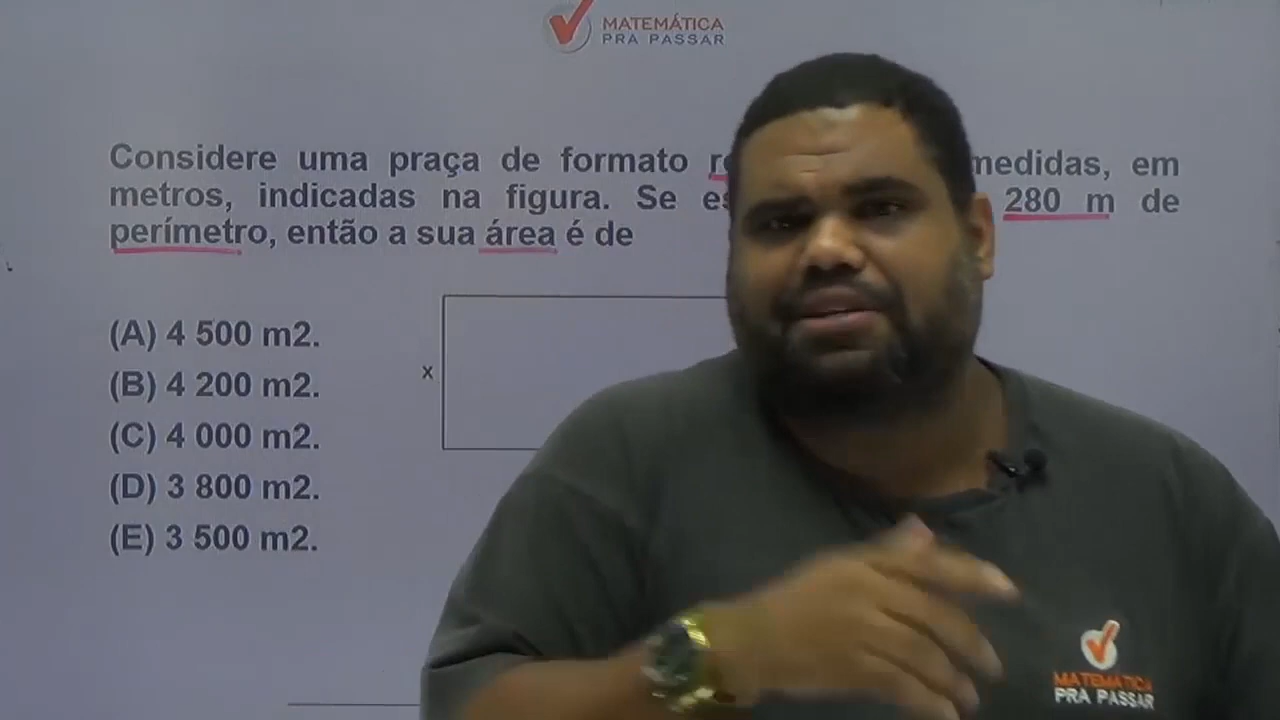 MATEMÁTICA
PRA PASSAR
Considere uma praça de formato medidas, em
metros, indicadas na figura. Se 280 m de
perímetro, então a sua área é de
(A) 4 500 m2.
(B) 4 200 m2.
(C) 4 000 m2.
(D) 3 800 m2.
(E) 3 500 m2.
x
MATEMÁTICA
PRA PASSAR